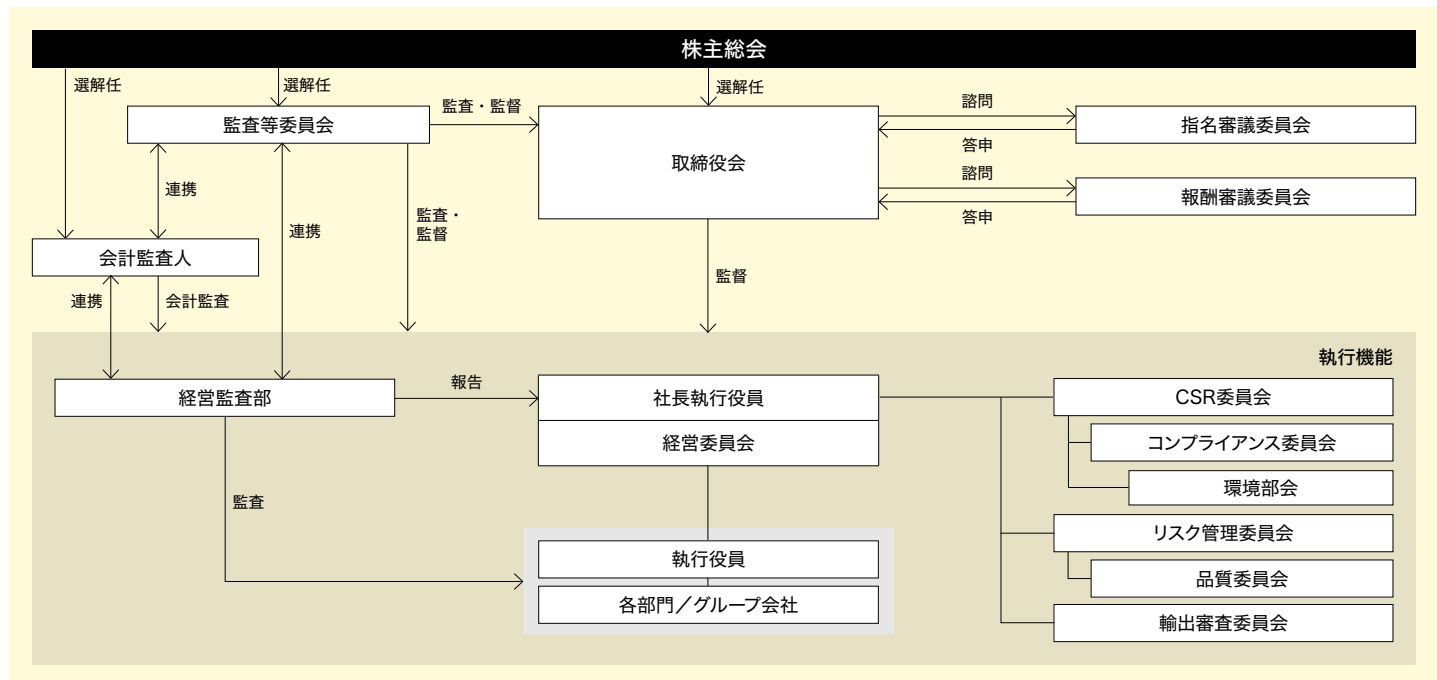 株主総会
選解任
選解任
選解任
監査等委員会
監査・監督
取締役会
諮問
答申
指名審議委員会
諮問
答申
報酬審議委員会
連携
連携
監査・
監督
会計監査人
連携
会計監査
監督
執行機能
経営監査部
報告
社長執行役員
経営委員会
CSR委員会
コンプライアンス委員会
環境部会
監査
リスク管理委員会
執行役員
品質委員会
各部門／グループ会社
輸出審査委員会